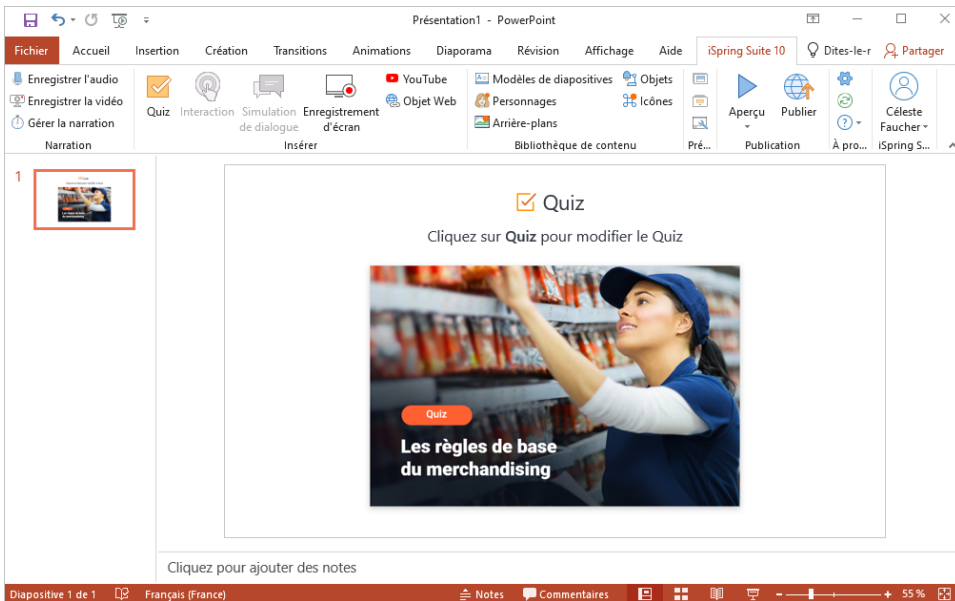 Présentation1 - PowerPoint
Fichier Accueil Insertion Création Transitions Animations Diaporama Révision Affichage Aide iSpring Suite 10 Dites-le-r Partager
Enregistrer l'audio
Enregistrer la vidéo
Gérer la narration
Narration
Quiz
Interaction
Simulation
de dialogue
Enregistrement
d'écran
YouTube
Objet Web
Insérer
Modèles de diapositives
Personnages
Arrière-plans
Objets
Icônes
Bibliothèque de contenu
Pré...
Aperçu
Publier
Publication
À pro...
Céleste
Faucher
iSpring S...
1
Quiz
Cliquez sur Quiz pour modifier le Quiz
Quiz
Les règles de base
du merchandising
Cliquez pour ajouter des notes
Diapositive 1 de 1 Français (France) Notes Commentaires 55 %